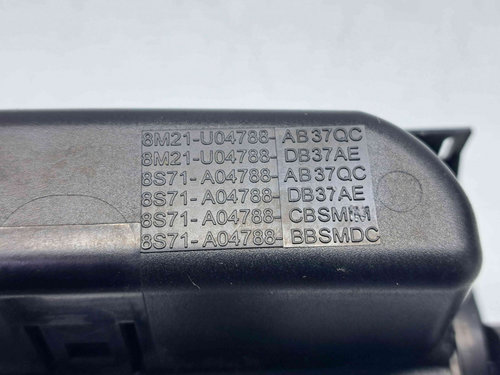 8M21-U04788- AB37QC
8M21-U04788- DB37AE
8S71- A04788- AB37QC
8S71- A04788- DB37AE
8S71- A04788- CBSMIM
8S71- A04788- BBSMDC